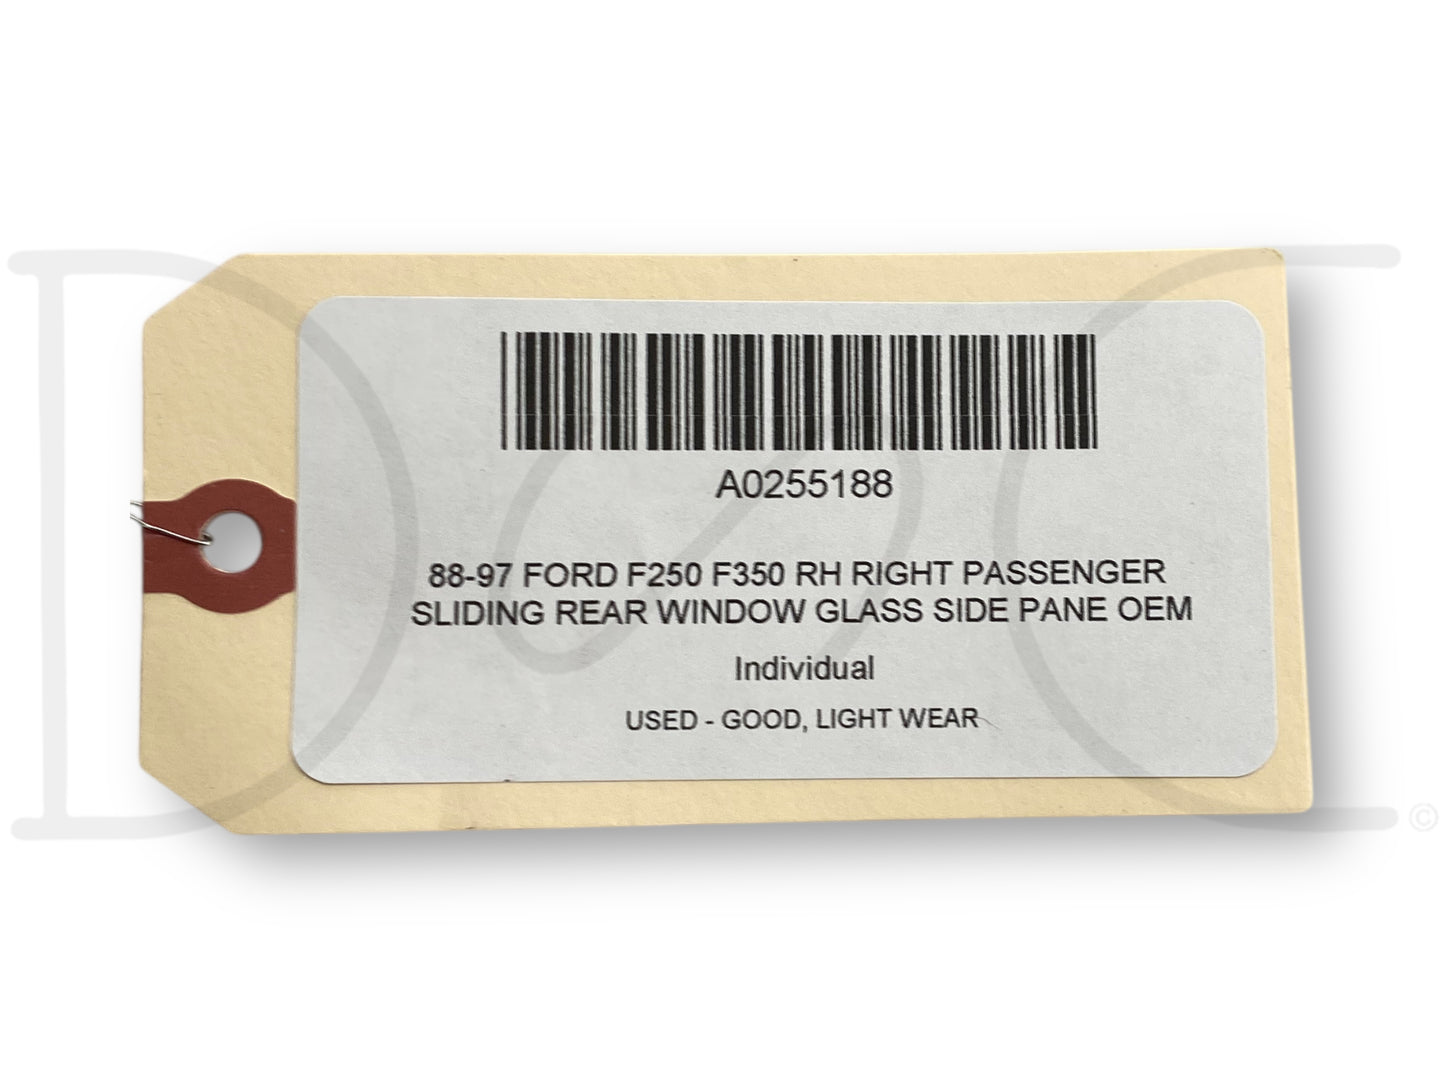 A0255188
88-97 FORD F250 F350 RH RIGHT PASSENGER
SLIDING REAR WINDOW GLASS SIDE PANE OEM
Individual
USED - GOOD, LIGHT WEAR
©